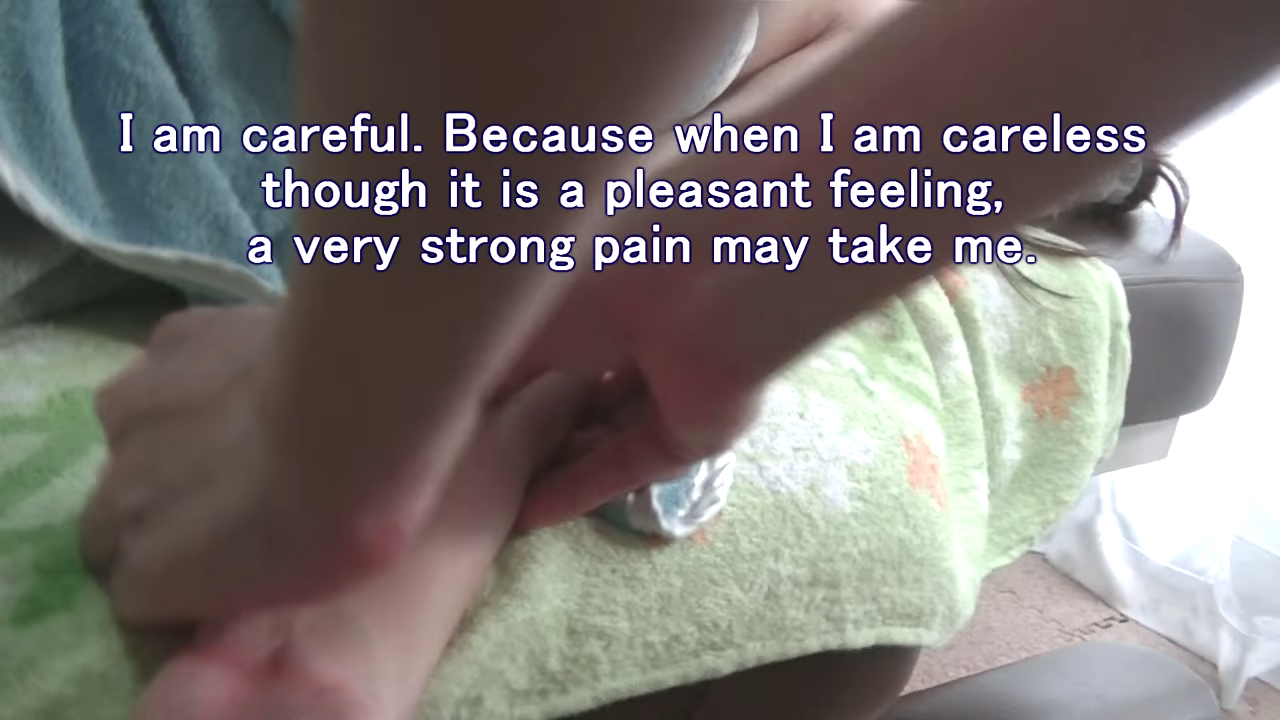 I am careful. Because when I am careless
though it is a pleasant feeling,
a very strong pain may take me.